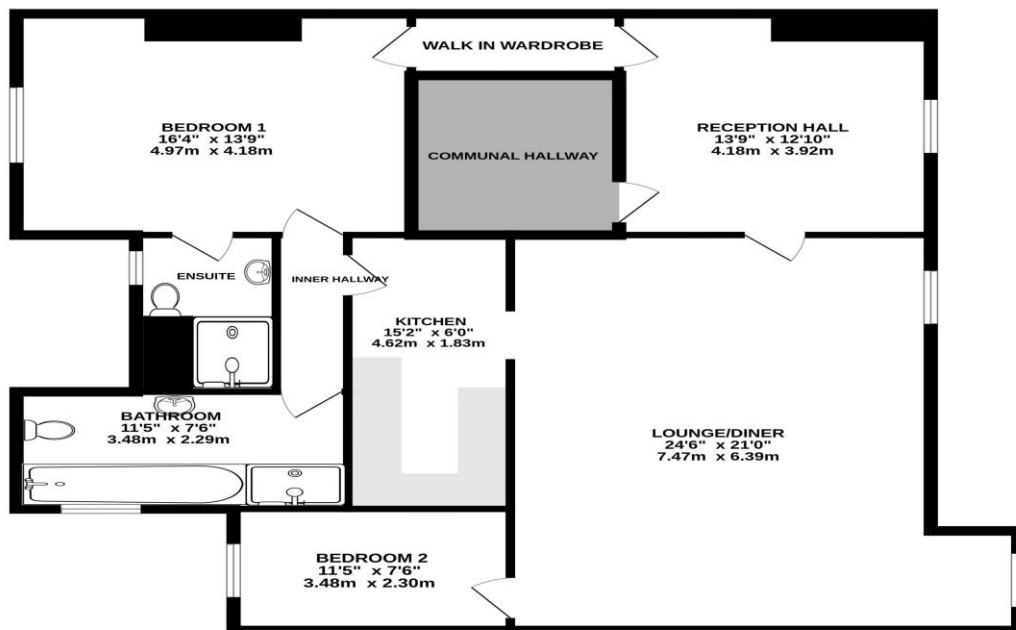 WALK IN WARDROBE
BEDROOM 1
16'4" x 13'9"
4.97m x 4.18m
RECEPTION HALL
13'9" x 12'10"
4.18m x 3.92m
COMMUNAL HALLWAY
ENSUITE
INNER HALLWAY
KITCHEN
15'2" x 6'0"
4.62m x 1.83m
BATHROOM
11'5" x 7'6"
3.48m x 2.29m
LOUNGE/DINER
24'6" x 21'0"
7.47m x 6.39m
BEDROOM 2
11'5" x 7'6"
3.48m x 2.30m